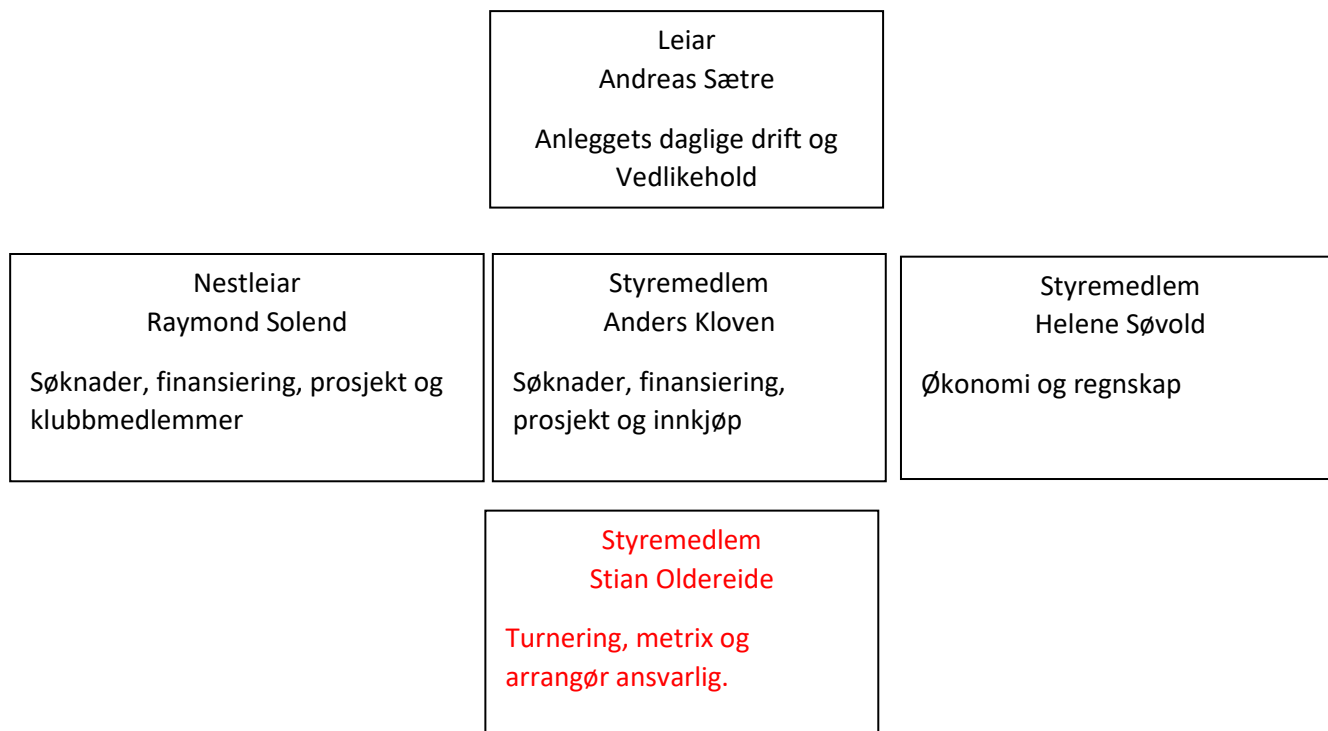 Leiar
Andreas Sætre
Anleggets daglige drift og
Vedlikehold
Nestleiar
Raymond Solend
Søknader, finansiering, prosjekt og
klubbmedlemmer
Styremedlem
Anders Kloven
Søknader, finansiering,
prosjekt og innkjøp
Styremedlem
Helene Søvold
Økonomi og regnskap
Styremedlem
Stian Oldereide
Turnering, metrix og
arrangør ansvarlig.